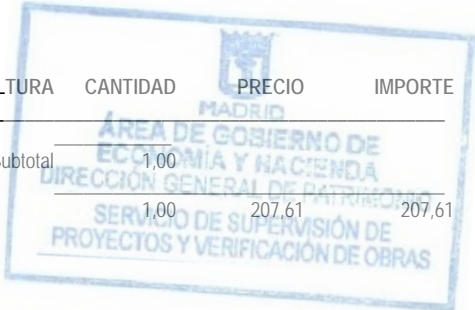 LTURA CANTIDAD PRECIO IMPORTE
MADRID
ÁREA DE GOBIERNO DE
ECONOMÍA Y HACIENDA
Subtotal 1,00
DIRECCIÓN GENERAL DE PATRIMONIO
1,00 207,61 207,61
SERVICIO DE SUPERVISIÓN DE
PROYECTOS Y VERIFICACIÓN DE OBRAS